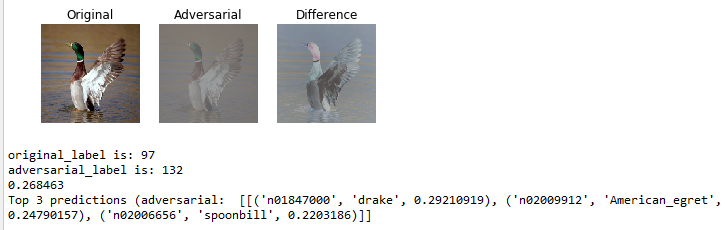 Original Adversarial Difference
original_label is: 97
adversarial_label is: 132
0.268463
Top 3 predictions (adversarial:  [[('n01847000', 'drake', 0.29210919), ('n02009912', 'American_egret',
0.24790157), ('n02006656', 'spoonbill', 0.2203186)]]